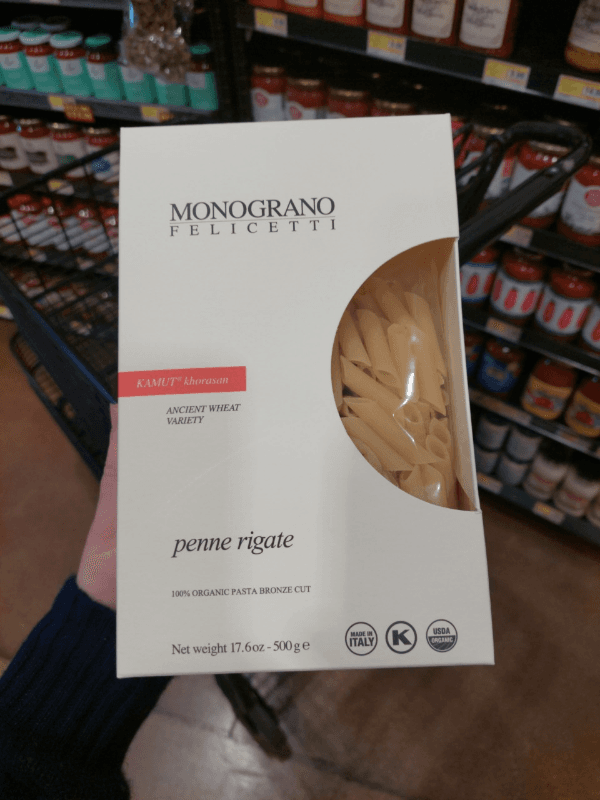 MONOGRANO
FELICETTI
KAMUT® khorasan
ANCIENT WHEAT
VARIETY
penne rigate
100% ORGANIC PASTA BRONZE CUT
Net weight 17.6oz - 500 g e
MADE IN
ITALY
K
USDA
ORGANIC